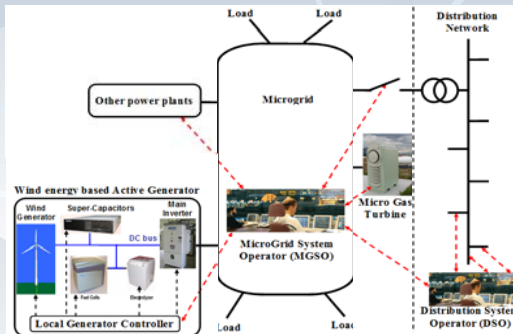 Load
Load
Distribution
Network
Other power plants
Microgrid
Wind energy based Active Generator
Wind
Generator
Super-Capacitors
Main
Inverter
DC bus
Fuel Cells
Electrolyzer
Local Generator Controller
MicroGrid System
Operator (MGSO)
Micro Gas
Turbine
Distribution System
Operator (DSO)
Load
Load